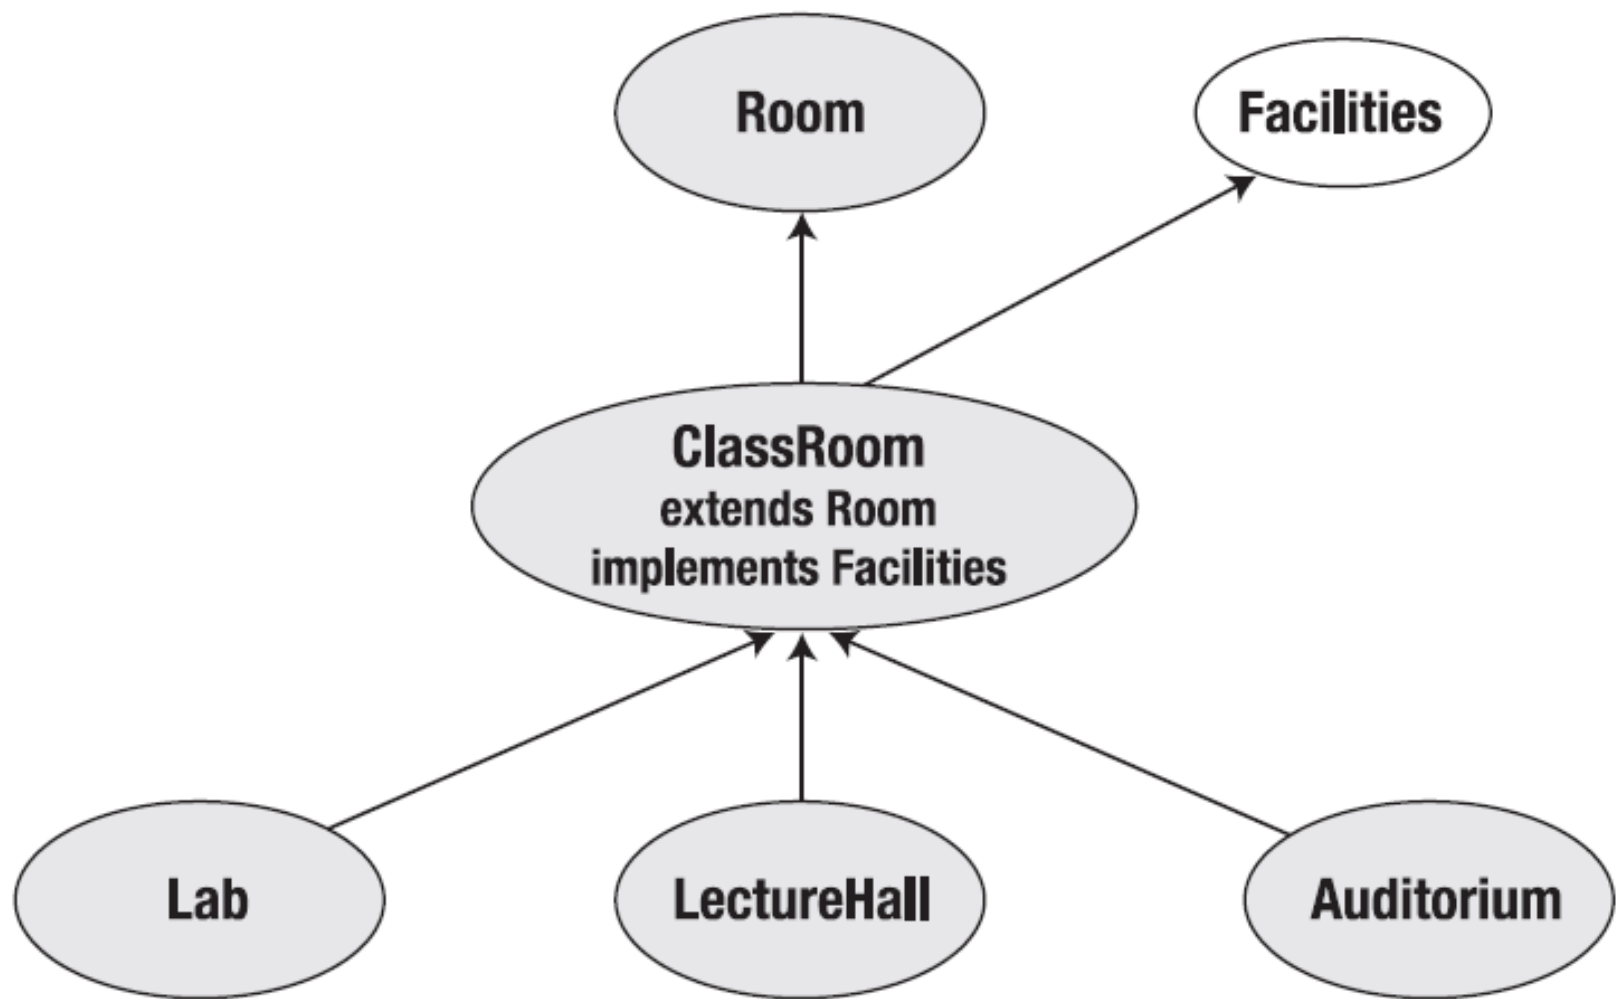 Room
Facilities
ClassRoom
extends Room
implements Facilities
Lab
LectureHall
Auditorium